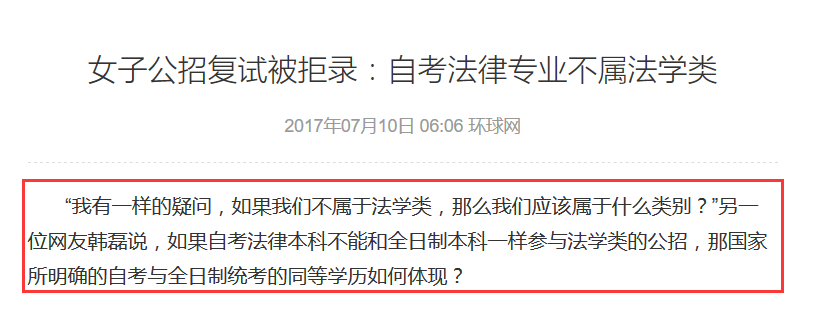 女子公招复试被拒录：自考法律专业不属法学类
2017年07月10日 06:06 环球网
“我有一样的疑问，如果我们不属于法学类，那么我们应该属于什么类别？”另一
位网友韩磊说，如果自考法律本科不能和全日制本科一样参与法学类的公招，那国家
所明确的自考与全日制统考的同等学历如何体现？